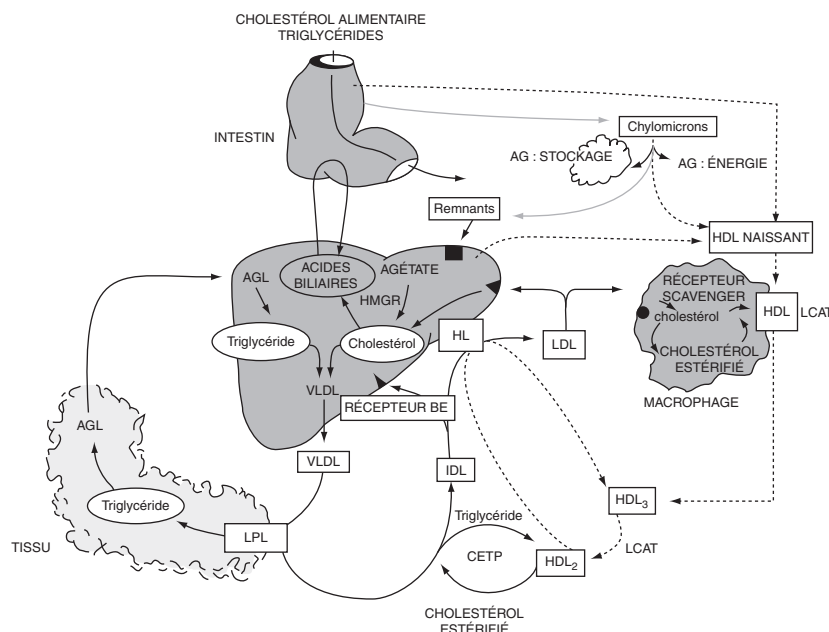 CHOLESTÉROL ALIMENTAIRE
TRIGLYCÉRIDES
INTESTIN
Chylomicrons
AG : STOCKAGE
AG : ÉNERGIE
Remnants
HDL NAISSANT
ACIDES
BILIAIRES
AGL
AGÉTATE
HMGR
RÉCEPTEUR
SCAVENGER
cholestérol
HDL
LCAT
CHOLESTÉROL
ESTÉRIFIÉ
MACROPHAGE
Triglycéride
Cholestérol
HL
LDL
VLDL
RÉCEPTEUR BE
AGL
VLDL
IDL
Triglycéride
LPL
TISSU
Triglycéride
HDL3
LCAT
CETP
HDL2
CHOLESTÉROL
ESTÉRIFIÉ